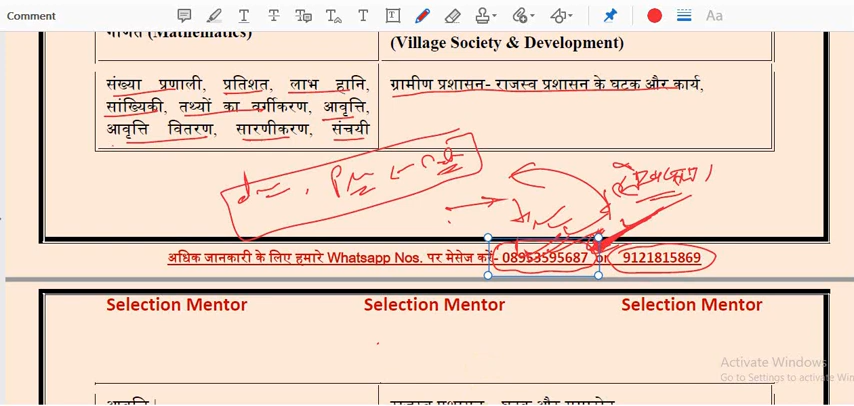 Comment
Aa
गणित (Mathematics)
(Village Society & Development)
संख्या प्रणाली, प्रतिशत, लाभ हानि,
सांख्यिकी, तथ्यों का वर्गीकरण, आवृत्ति,
आवृत्ति वितरण, सारणीकरण, संचयी
ग्रामीण प्रशासन- राजस्व प्रशासन के घटक और कार्य,
अधिक जानकारी के लिए हमारे Whatsapp Nos. पर मेसेज करें- 08953595687 or 9121815869
Selection Mentor Selection Mentor Selection Mentor
Activate Windows
Go to Settings to activate Win
आवृत्ति